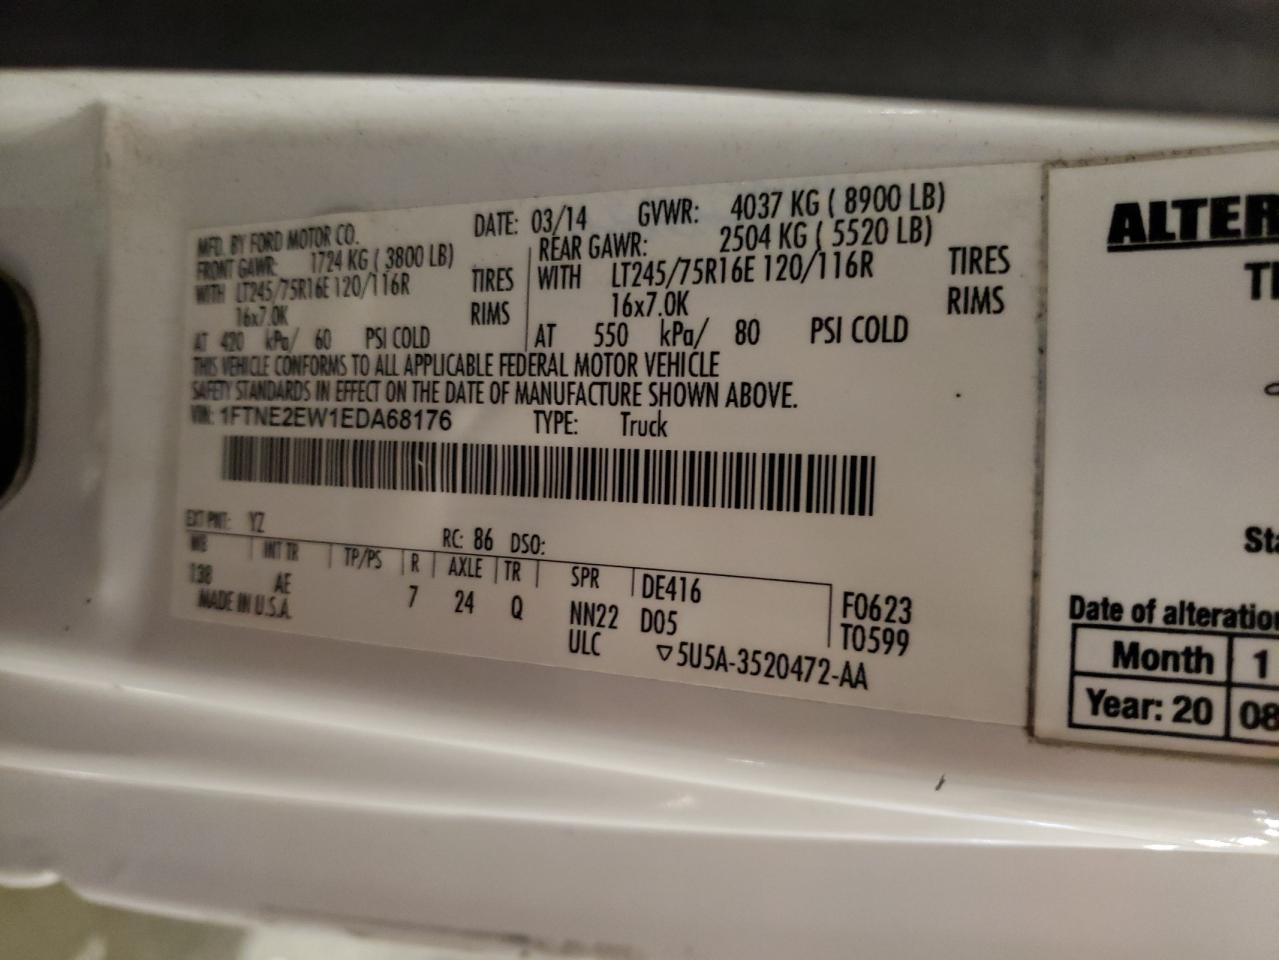 MFD. BY FORD MOTOR CO.
DATE: 03/14 GVWR: 4037 KG ( 8900 LB)
FRONT GAWR: 1724 KG ( 3800 LB)
WITH LT245/75R16E 120/116R TIRES
16x7.0K RIMS
AT 420 kPa/ 60 PSI COLD
REAR GAWR: 2504 KG ( 5520 LB)
WITH LT245/75R16E 120/116R TIRES
16x7.0K RIMS
AT 550 kPa/ 80 PSI COLD
THIS VEHICLE CONFORMS TO ALL APPLICABLE FEDERAL MOTOR VEHICLE
SAFETY STANDARDS IN EFFECT ON THE DATE OF MANUFACTURE SHOWN ABOVE.
VIN: 1FTNE2EW1EDA68176 TYPE: Truck
EXT PNT: YZ RC: 86 DSO:
WB INT TR TP/PS R AXLE TR SPR DE416 F0623
138 AE 7 24 Q NN22 D05 T0599
MADE IN U.S.A. ULC ▽5U5A-3520472-AA
ALTER
Date of alteration
Month 1
Year: 20 08